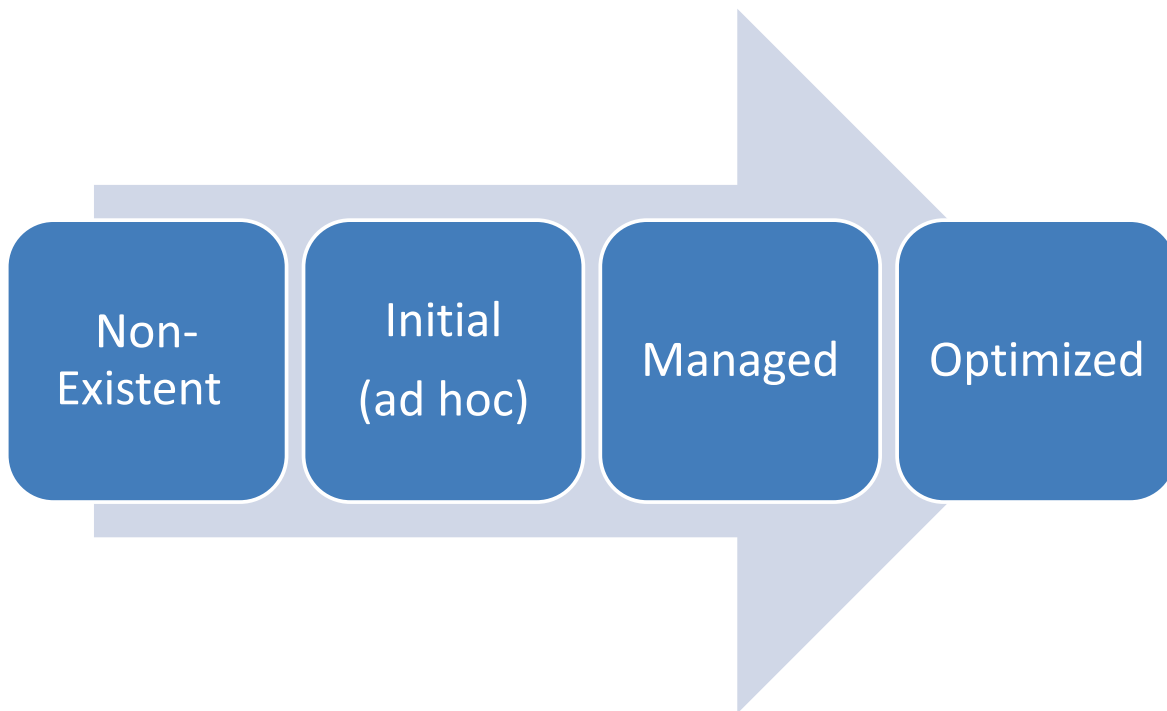 Non-
Existent
Initial
(ad hoc)
Managed
Optimized